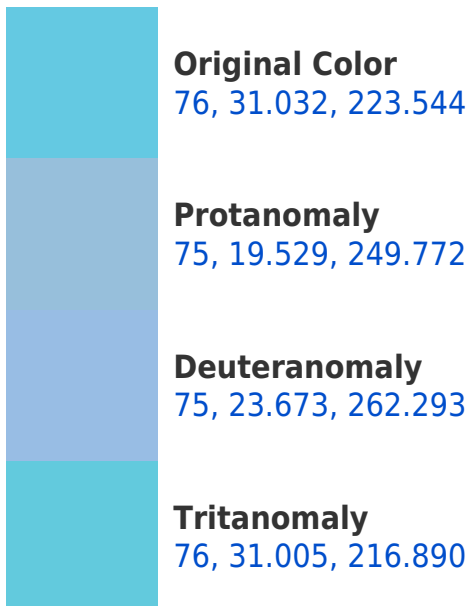 Original Color
76, 31.032, 223.544
Protanomaly
75, 19.529, 249.772
Deuteranomaly
75, 23.673, 262.293
Tritanomaly
76, 31.005, 216.890